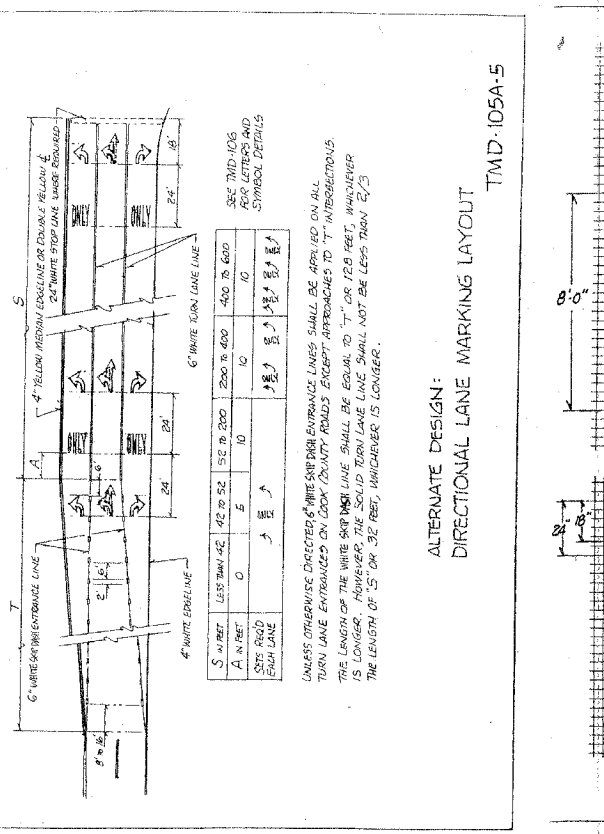 T
S
A
6" WHITE SKIP DASH ENTRANCE LINE
4" YELLOW MEDIAN EDGELINE OR DOUBLE YELLOW ℄
24" WHITE STOP LINE WHERE REQUIRED
ONLY
ONLY
ONLY
ONLY
8' TO 16'
2'
6'
6'
24'
24'
24'
18'
4" WHITE EDGELINE
6" WHITE TURN LANE LINE
S IN FEET LESS THAN 42 42 TO 52 52 TO 200 200 TO 400 400 TO 600
A IN FEET 0 6 10 10 10
SETS REQ'D
EACH LANE
SEE TMD-106
FOR LETTERS AND
SYMBOL DETAILS
UNLESS OTHERWISE DIRECTED, 6" WHITE SKIP DASH ENTRANCE LINES SHALL BE APPLIED ON ALL
TURN LANE ENTRANCES ON COOK COUNTY ROADS EXCEPT APPROACHES TO "T" INTERSECTIONS.
THE LENGTH OF THE WHITE SKIP DASH LINE SHALL BE EQUAL TO "T" OR 128 FEET, WHICHEVER
IS LONGER. HOWEVER, THE SOLID TURN LANE LINE SHALL NOT BE LESS THAN 2/3
THE LENGTH OF "S" OR 32 FEET, WHICHEVER IS LONGER.
ALTERNATE DESIGN:
DIRECTIONAL LANE MARKING LAYOUT
TMD-105A-5
8'-0"
24"
18"